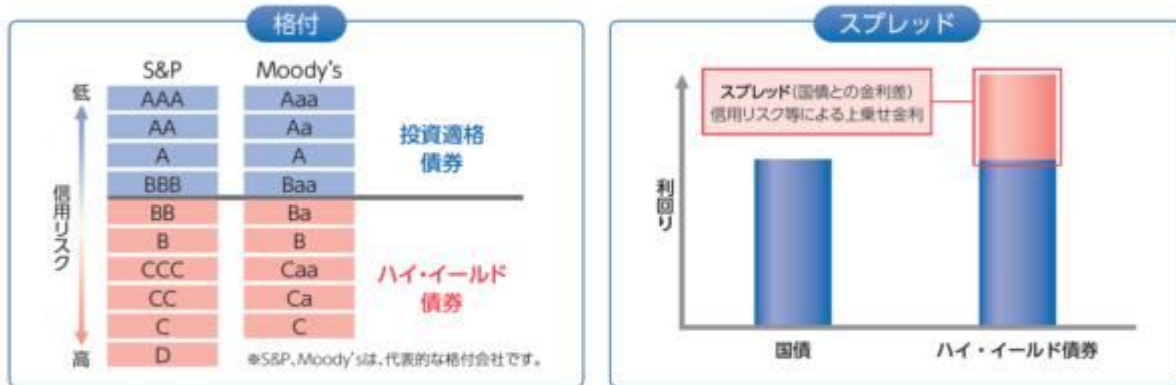 格付
S&P Moody's
低
AAA Aaa
AA Aa
A A
BBB Baa
BB Ba
B B
CCC Caa
CC Ca
C C
D
高
信用リスク
投資適格
債券
ハイ・イールド
債券
※S&P、Moody'sは、代表的な格付会社です。
スプレッド
スプレッド(国債との金利差)
信用リスク等による上乗せ金利
利回り
国債
ハイ・イールド債券